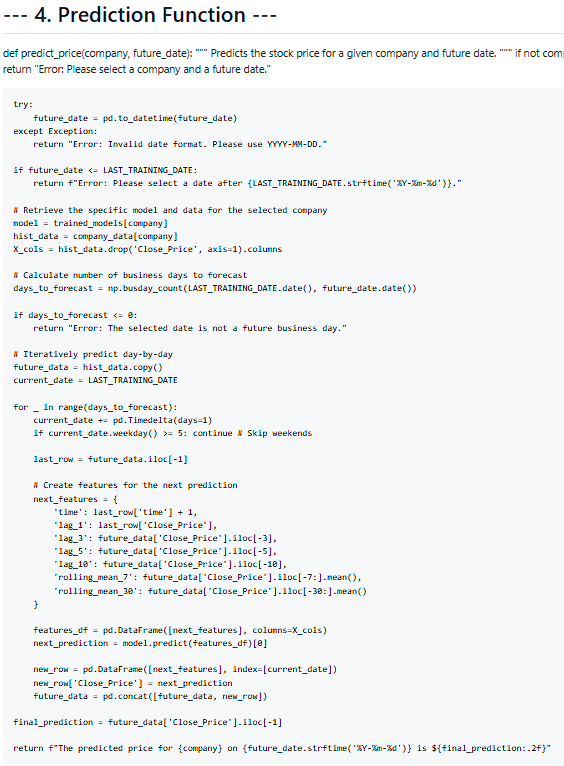 --- 4. Prediction Function ---
def predict_price(company, future_date): """ Predicts the stock price for a given company and future date. """ if not com
return "Error: Please select a company and a future date."
try:
    future_date = pd.to_datetime(future_date)
except Exception:
    return "Error: Invalid date format. Please use YYYY-MM-DD."
if future_date <= LAST_TRAINING_DATE:
    return f"Error: Please select a date after {LAST_TRAINING_DATE.strftime('%Y-%m-%d')}."
# Retrieve the specific model and data for the selected company
model = trained_models[company]
hist_data = company_data[company]
X_cols = hist_data.drop('Close_Price', axis=1).columns
# Calculate number of business days to forecast
days_to_forecast = np.busday_count(LAST_TRAINING_DATE.date(), future_date.date())
if days_to_forecast <= 0:
    return "Error: The selected date is not a future business day."
# Iteratively predict day-by-day
future_data = hist_data.copy()
current_date = LAST_TRAINING_DATE
for _ in range(days_to_forecast):
    current_date += pd.Timedelta(days=1)
    if current_date.weekday() >= 5: continue # Skip weekends
    last_row = future_data.iloc[-1]
    # Create features for the next prediction
    next_features = {
        'time': last_row['time'] + 1,
        'lag_1': last_row['Close_Price'],
        'lag_3': future_data['Close_Price'].iloc[-3],
        'lag_5': future_data['Close_Price'].iloc[-5],
        'lag_10': future_data['Close_Price'].iloc[-10],
        'rolling_mean_7': future_data['Close_Price'].iloc[-7:].mean(),
        'rolling_mean_30': future_data['Close_Price'].iloc[-30:].mean()
    }
    features_df = pd.DataFrame([next_features], columns=X_cols)
    next_prediction = model.predict(features_df)[0]
    new_row = pd.DataFrame([next_features], index=[current_date])
    new_row['Close_Price'] = next_prediction
    future_data = pd.concat([future_data, new_row])
final_prediction = future_data['Close_Price'].iloc[-1]
return f"The predicted price for {company} on {future_date.strftime('%Y-%m-%d')} is ${final_prediction:.2f}"